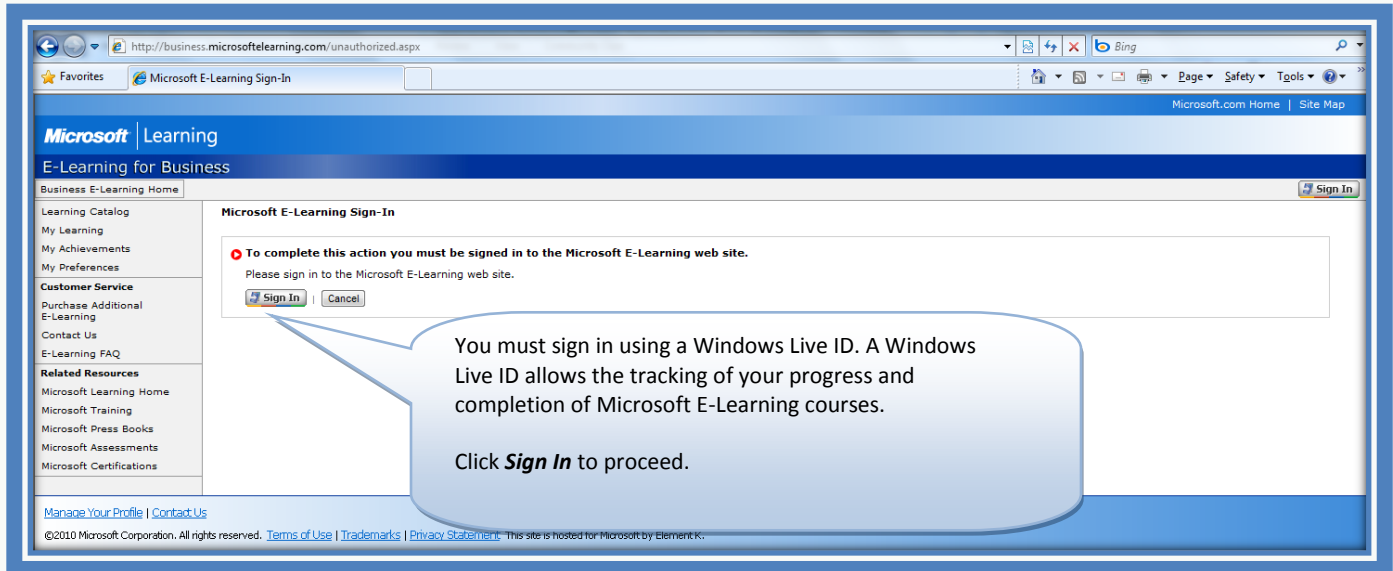 http://business.microsoftelearning.com/unauthorized.aspx
Bing
Favorites
Microsoft E-Learning Sign-In
Page
Safety
Tools
Microsoft.com Home | Site Map
Microsoft | Learning
E-Learning for Business
Business E-Learning Home
Sign In
Learning Catalog
My Learning
My Achievements
My Preferences
Customer Service
Purchase Additional
E-Learning
Contact Us
E-Learning FAQ
Related Resources
Microsoft Learning Home
Microsoft Training
Microsoft Press Books
Microsoft Assessments
Microsoft Certifications
Microsoft E-Learning Sign-In
To complete this action you must be signed in to the Microsoft E-Learning web site.
Please sign in to the Microsoft E-Learning web site.
Sign In | Cancel
You must sign in using a Windows Live ID. A Windows
Live ID allows the tracking of your progress and
completion of Microsoft E-Learning courses.
Click Sign In to proceed.
Manage Your Profile | Contact Us
©2010 Microsoft Corporation. All rights reserved. Terms of Use | Trademarks | Privacy Statement This site is hosted for Microsoft by Element K.